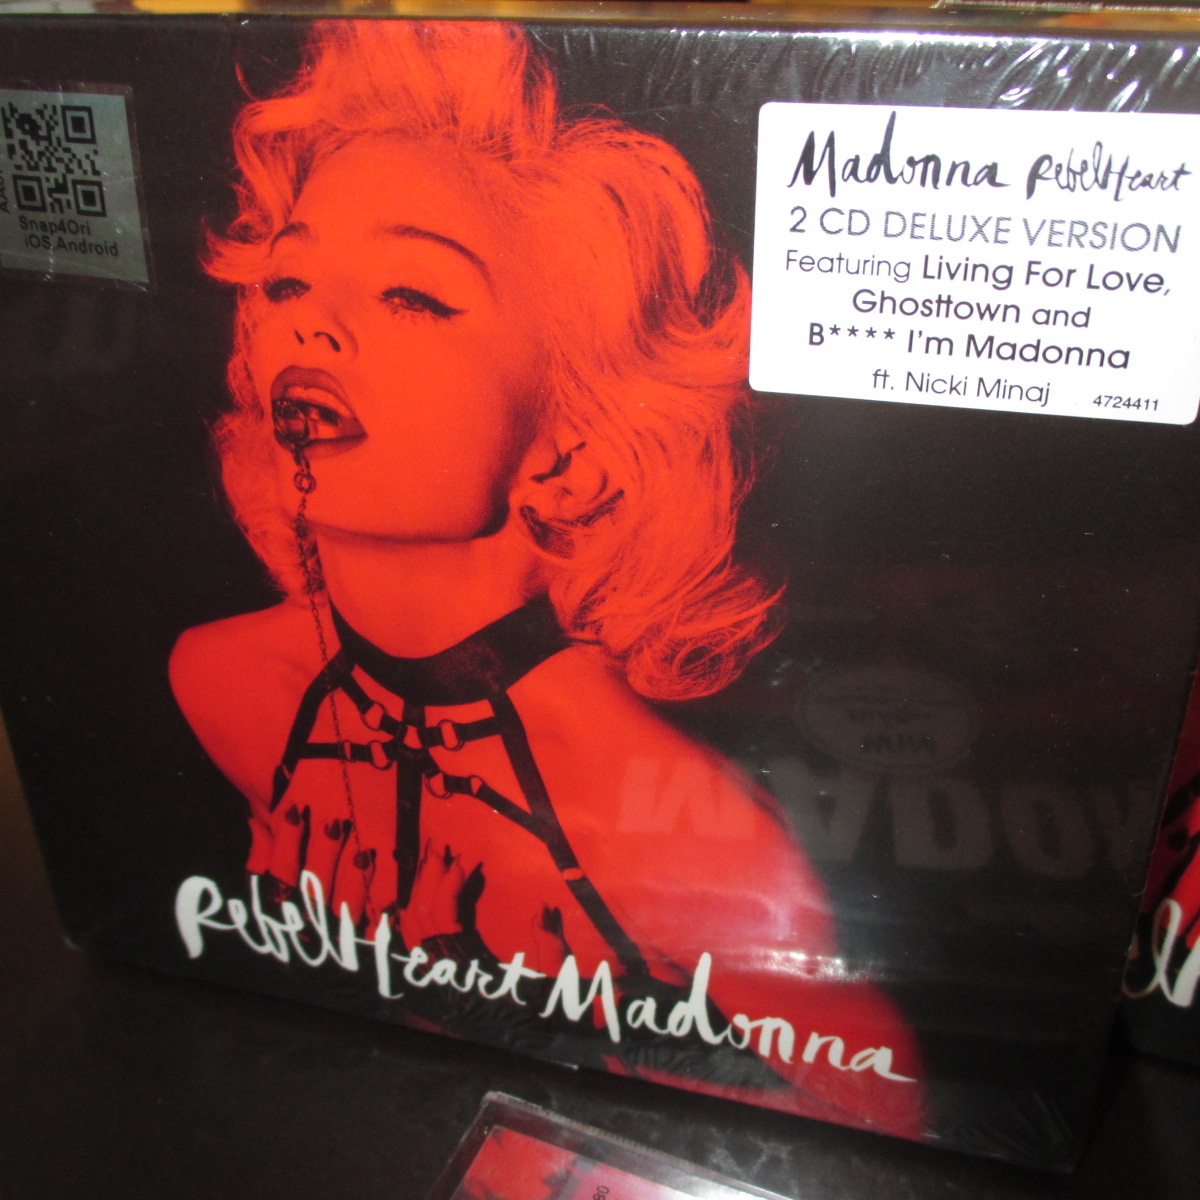 Snap4Ori
iOS,Android
Madonna RebelHeart
2 CD DELUXE VERSION
Featuring Living For Love,
Ghosttown and
B**** I'm Madonna
ft. Nicki Minaj 4724411
RebelHeart Madonna
80